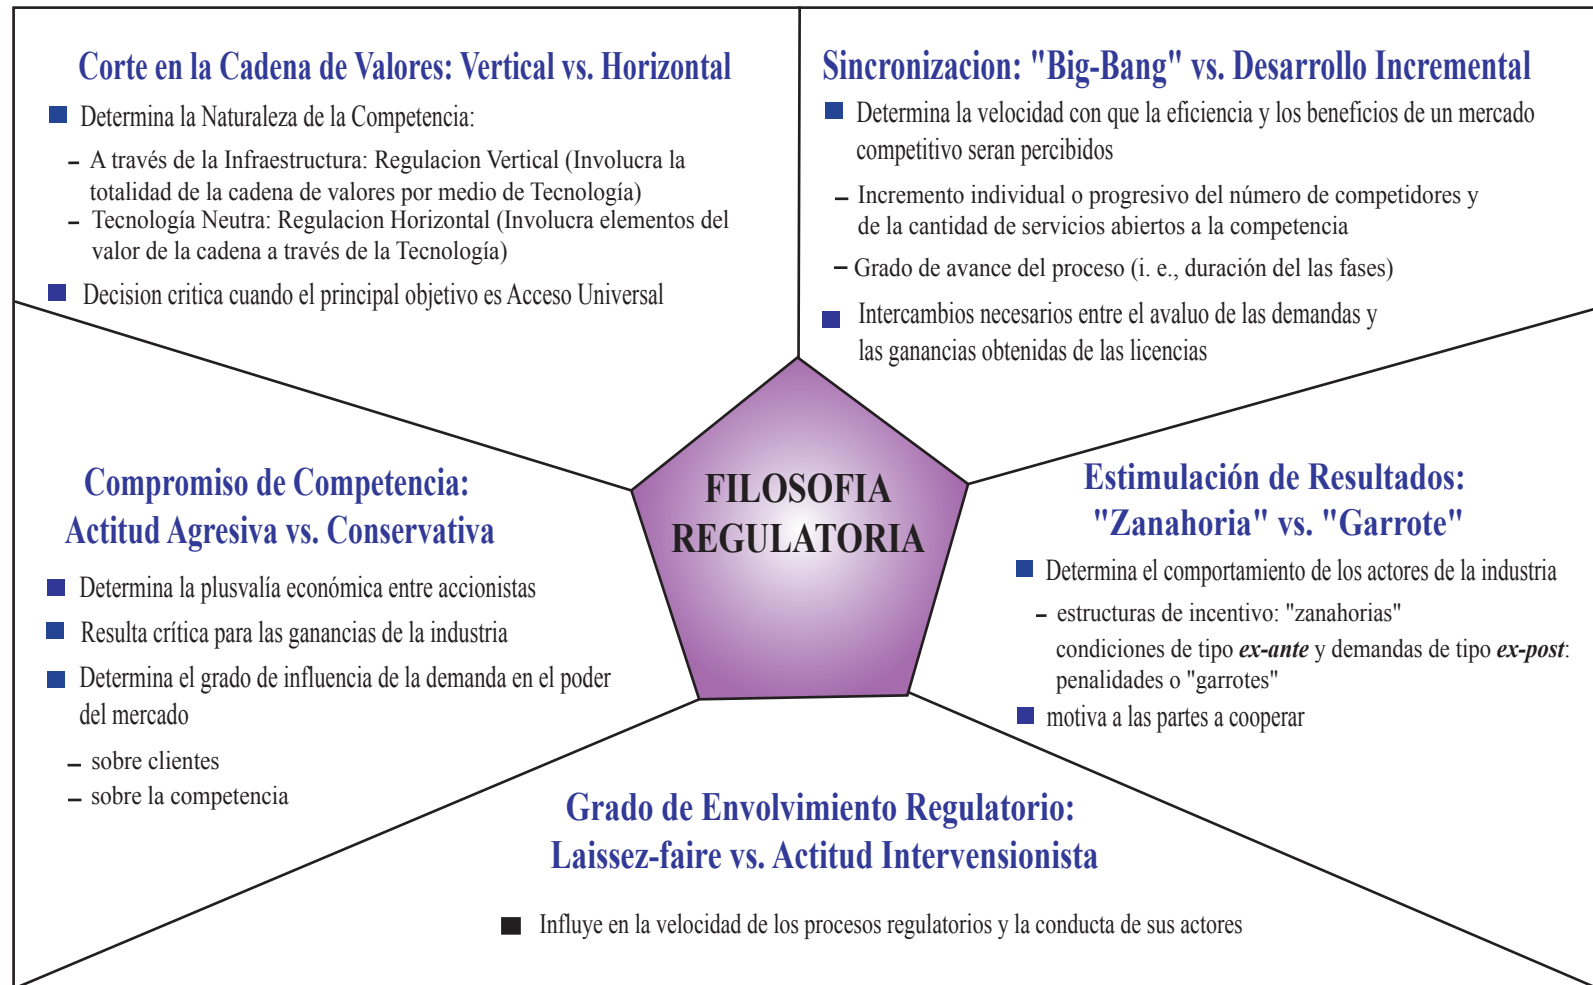 Corte en la Cadena de Valores: Vertical vs. Horizontal
Determina la Naturaleza de la Competencia:
– A través de la Infraestructura: Regulacion Vertical (Involucra la
totalidad de la cadena de valores por medio de Tecnología)
– Tecnología Neutra: Regulacion Horizontal (Involucra elementos del
valor de la cadena a través de la Tecnología)
Decision critica cuando el principal objetivo es Acceso Universal
Sincronizacion: "Big-Bang" vs. Desarrollo Incremental
Determina la velocidad con que la eficiencia y los beneficios de un mercado
competitivo seran percibidos
– Incremento individual o progresivo del número de competidores y
de la cantidad de servicios abiertos a la competencia
– Grado de avance del proceso (i. e., duración del las fases)
Intercambios necesarios entre el avaluo de las demandas y
las ganancias obtenidas de las licencias
Compromiso de Competencia:
Actitud Agresiva vs. Conservativa
Determina la plusvalía económica entre accionistas
Resulta crítica para las ganancias de la industria
Determina el grado de influencia de la demanda en el poder
del mercado
– sobre clientes
– sobre la competencia
FILOSOFIA
REGULATORIA
Estimulación de Resultados:
"Zanahoria" vs. "Garrote"
Determina el comportamiento de los actores de la industria
– estructuras de incentivo: "zanahorias"
condiciones de tipo ex-ante y demandas de tipo ex-post:
penalidades o "garrotes"
motiva a las partes a cooperar
Grado de Envolvimiento Regulatorio:
Laissez-faire vs. Actitud Intervensionista
Influye en la velocidad de los procesos regulatorios y la conducta de sus actores